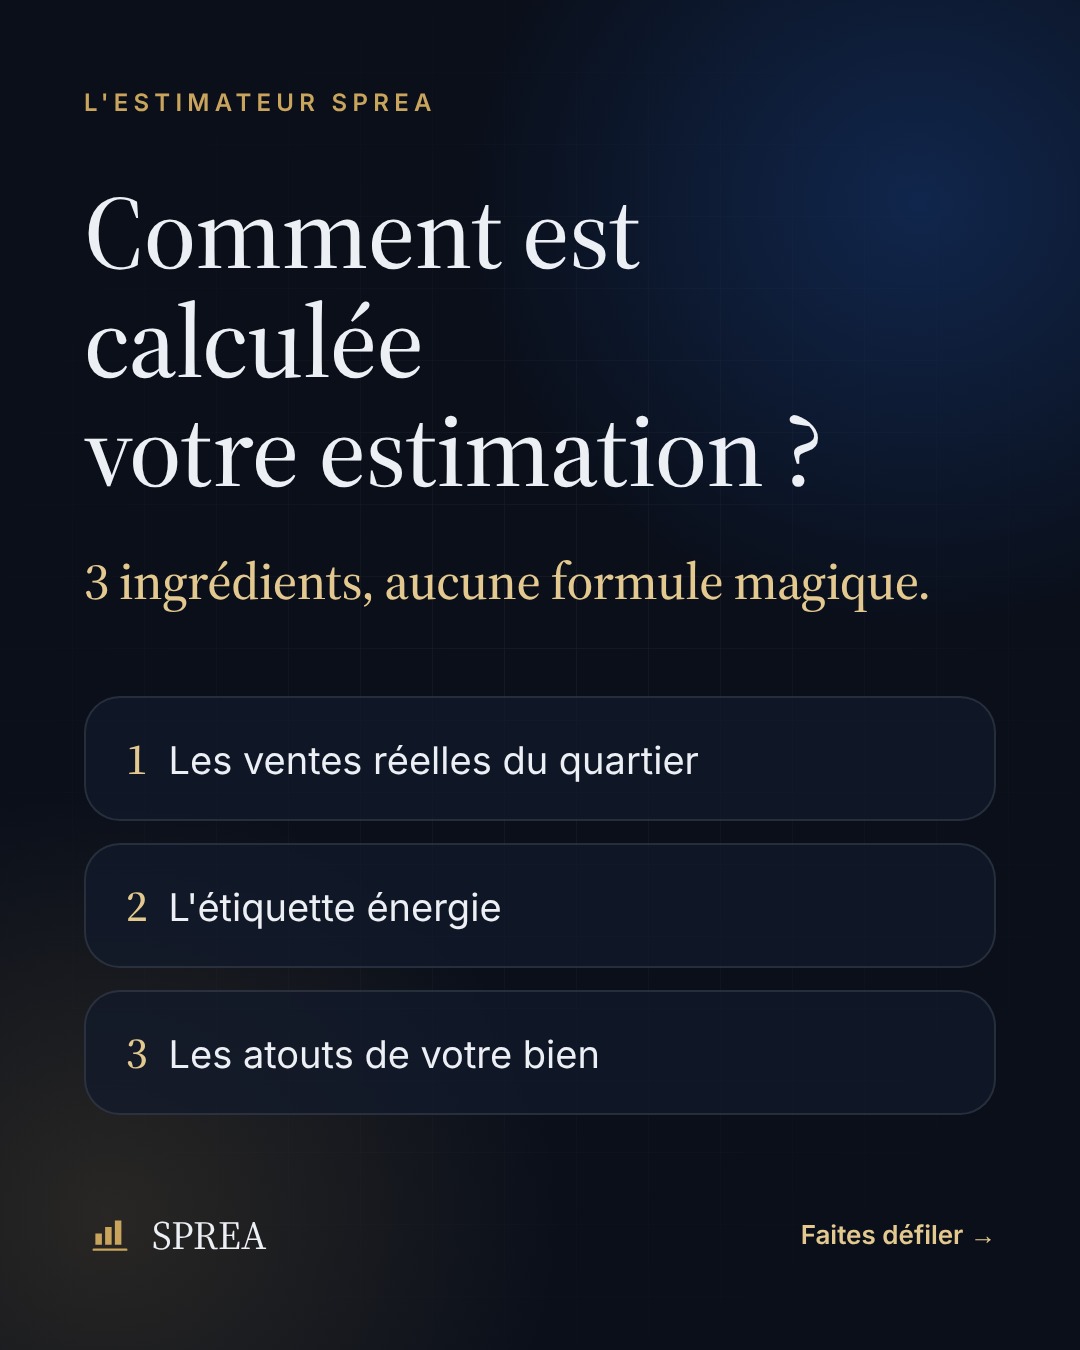 L'ESTIMATEUR SPREA
Comment est
calculée
votre estimation ?
3 ingrédients, aucune formule magique.
1 Les ventes réelles du quartier
2 L'étiquette énergie
3 Les atouts de votre bien
SPREA
Faites défiler →